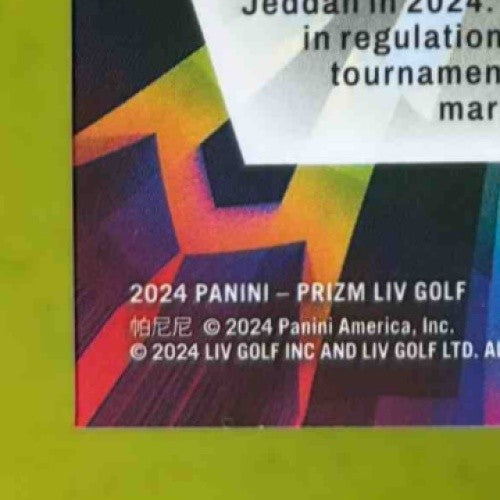 Jeddah in 2024.
in regulation
tournamen
mar
2024 PANINI – PRIZM LIV GOLF
帕尼尼 © 2024 Panini America, Inc.
© 2024 LIV GOLF INC AND LIV GOLF LTD. Al